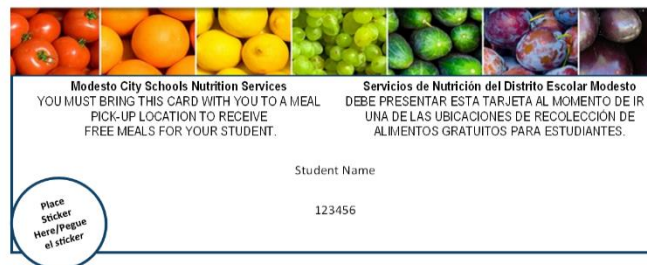 Modesto City Schools Nutrition Services
YOU MUST BRING THIS CARD WITH YOU TO A MEAL
PICK-UP LOCATION TO RECEIVE
FREE MEALS FOR YOUR STUDENT.
Servicios de Nutrición del Distrito Escolar Modesto
DEBE PRESENTAR ESTA TARJETA AL MOMENTO DE IR
UNA DE LAS UBICACIONES DE RECOLECCIÓN DE
ALIMENTOS GRATUITOS PARA ESTUDIANTES.
Student Name
123456
Place
Sticker
Here/Pegue
el sticker